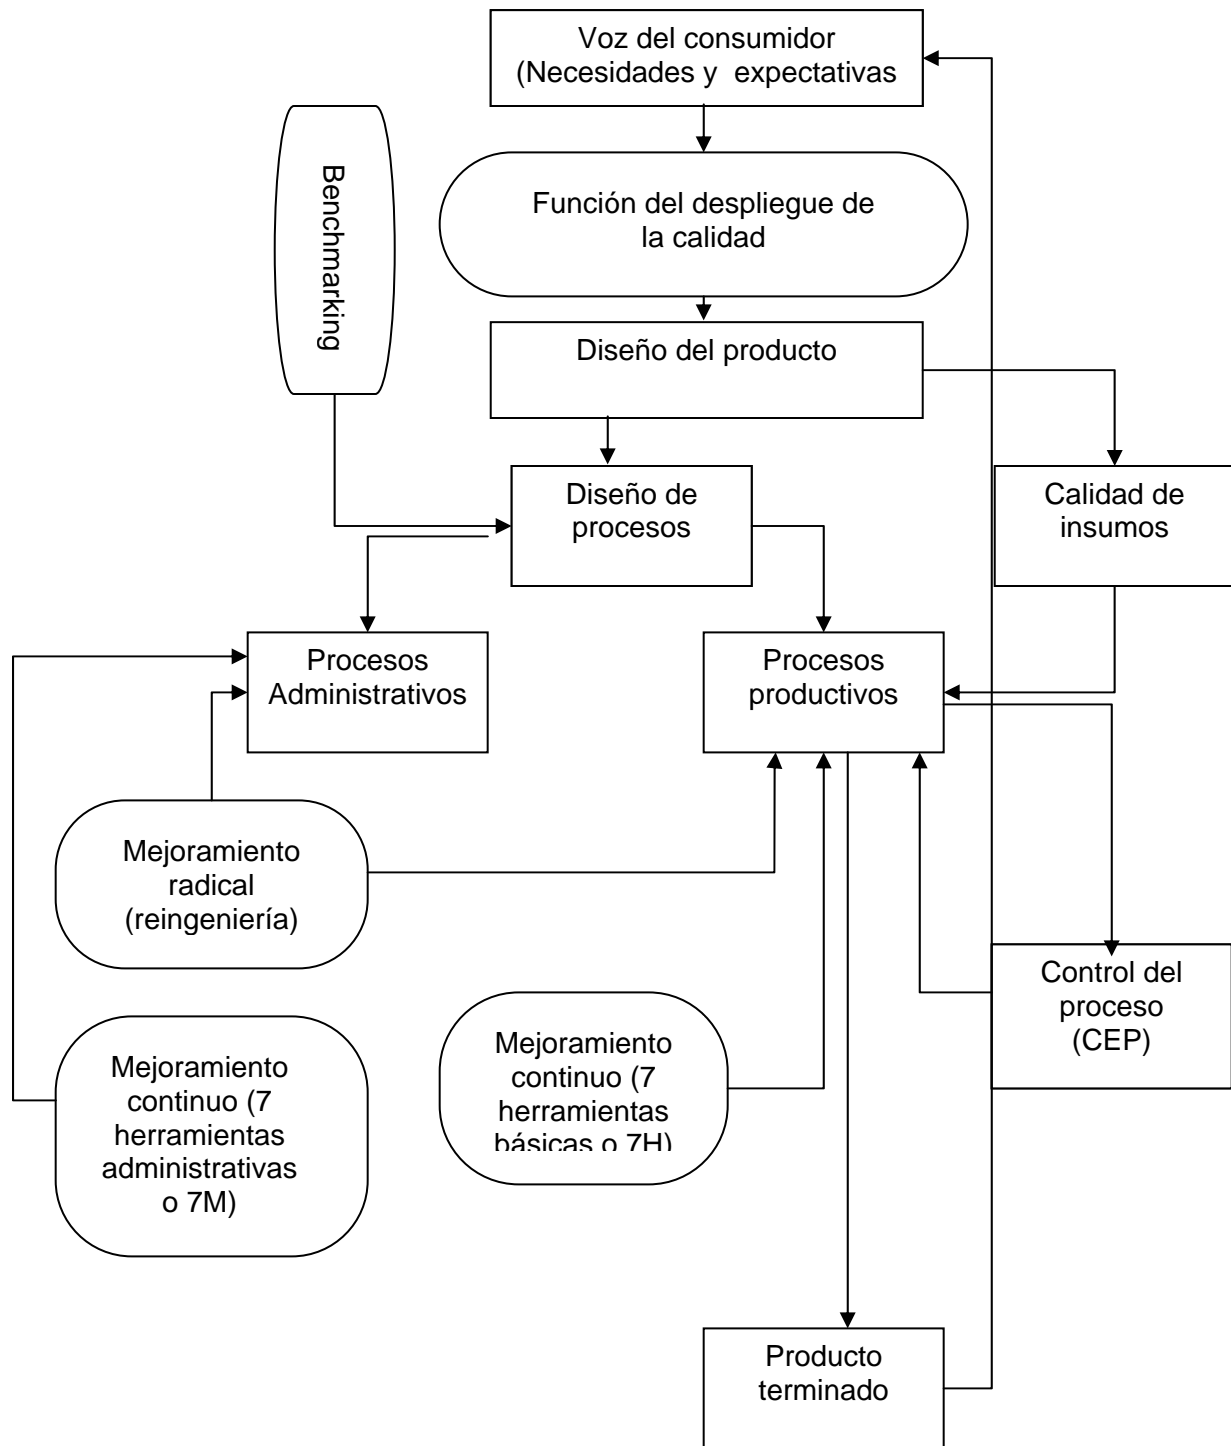 Voz del consumidor
(Necesidades y  expectativas
Benchmarking
Función del despliegue de
la calidad
Diseño del producto
Diseño de
procesos
Calidad de
insumos
Procesos
Administrativos
Procesos
productivos
Mejoramiento
radical
(reingeniería)
Control del
proceso
(CEP)
Mejoramiento
continuo (7
herramientas
administrativas
o 7M)
Mejoramiento
continuo (7
herramientas
básicas o 7H)
Producto
terminado